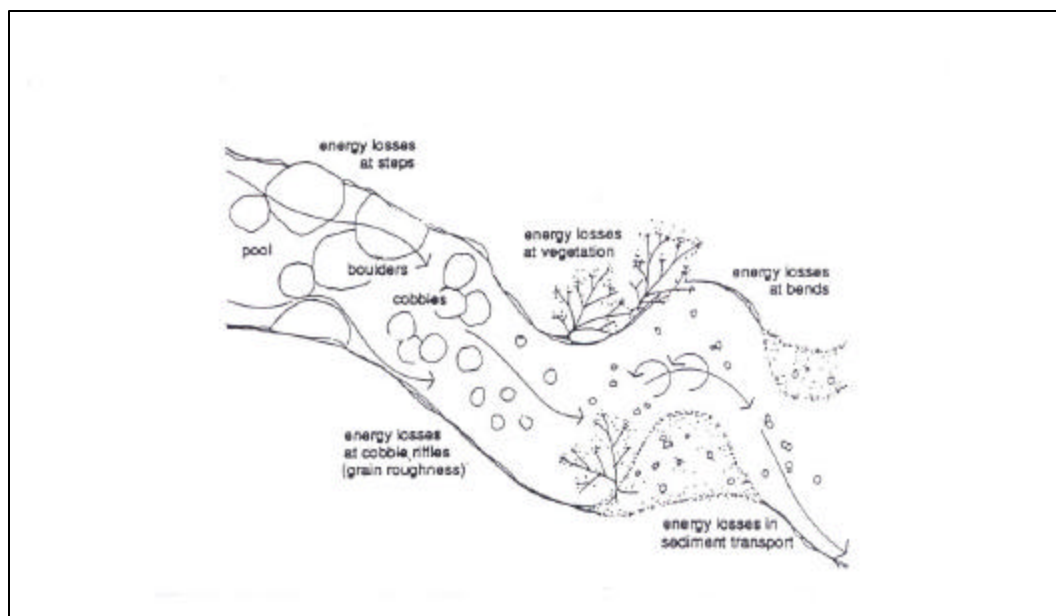 energy losses
at steps
pool
boulders
cobbles
energy losses
at vegetation
energy losses
at bends
energy losses
at cobble, riffles
(grain roughness)
energy losses in
sediment transport